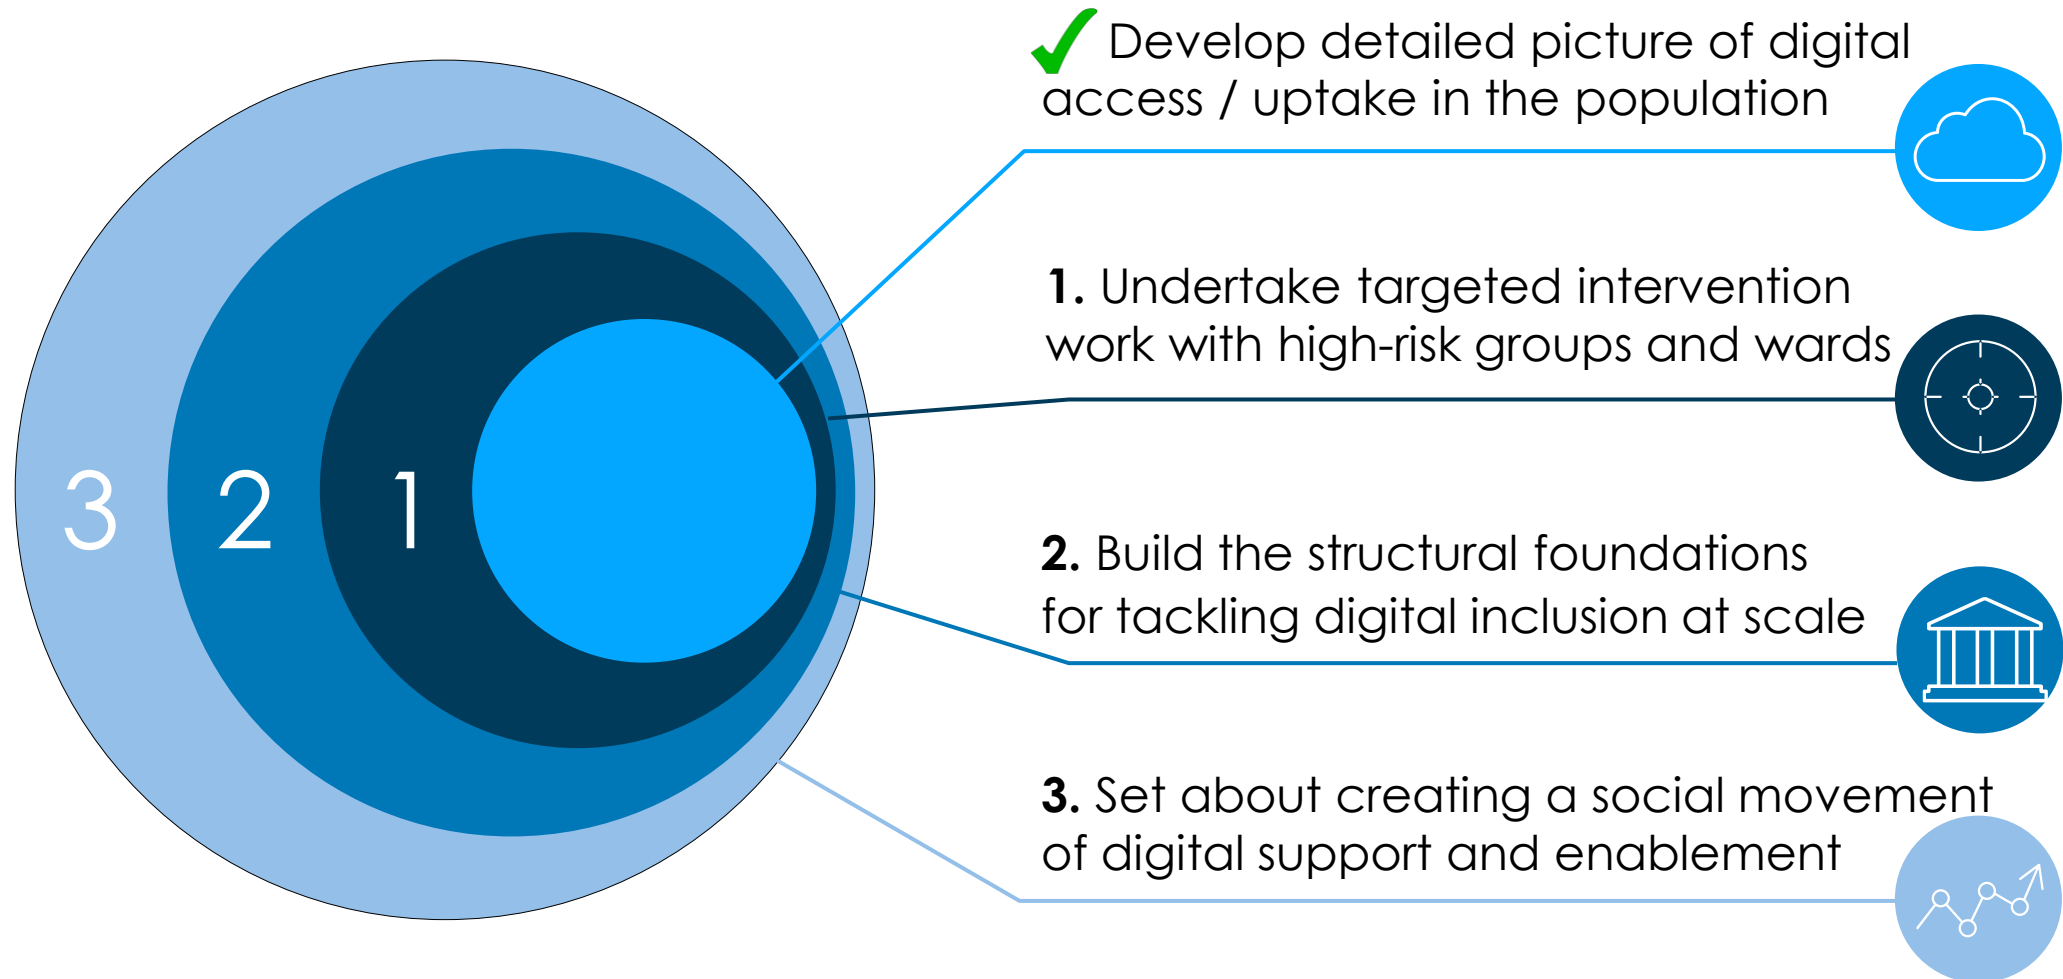 Develop detailed picture of digital
access / uptake in the population
1. Undertake targeted intervention
work with high-risk groups and wards
3 2 1
2. Build the structural foundations
for tackling digital inclusion at scale
3. Set about creating a social movement
of digital support and enablement